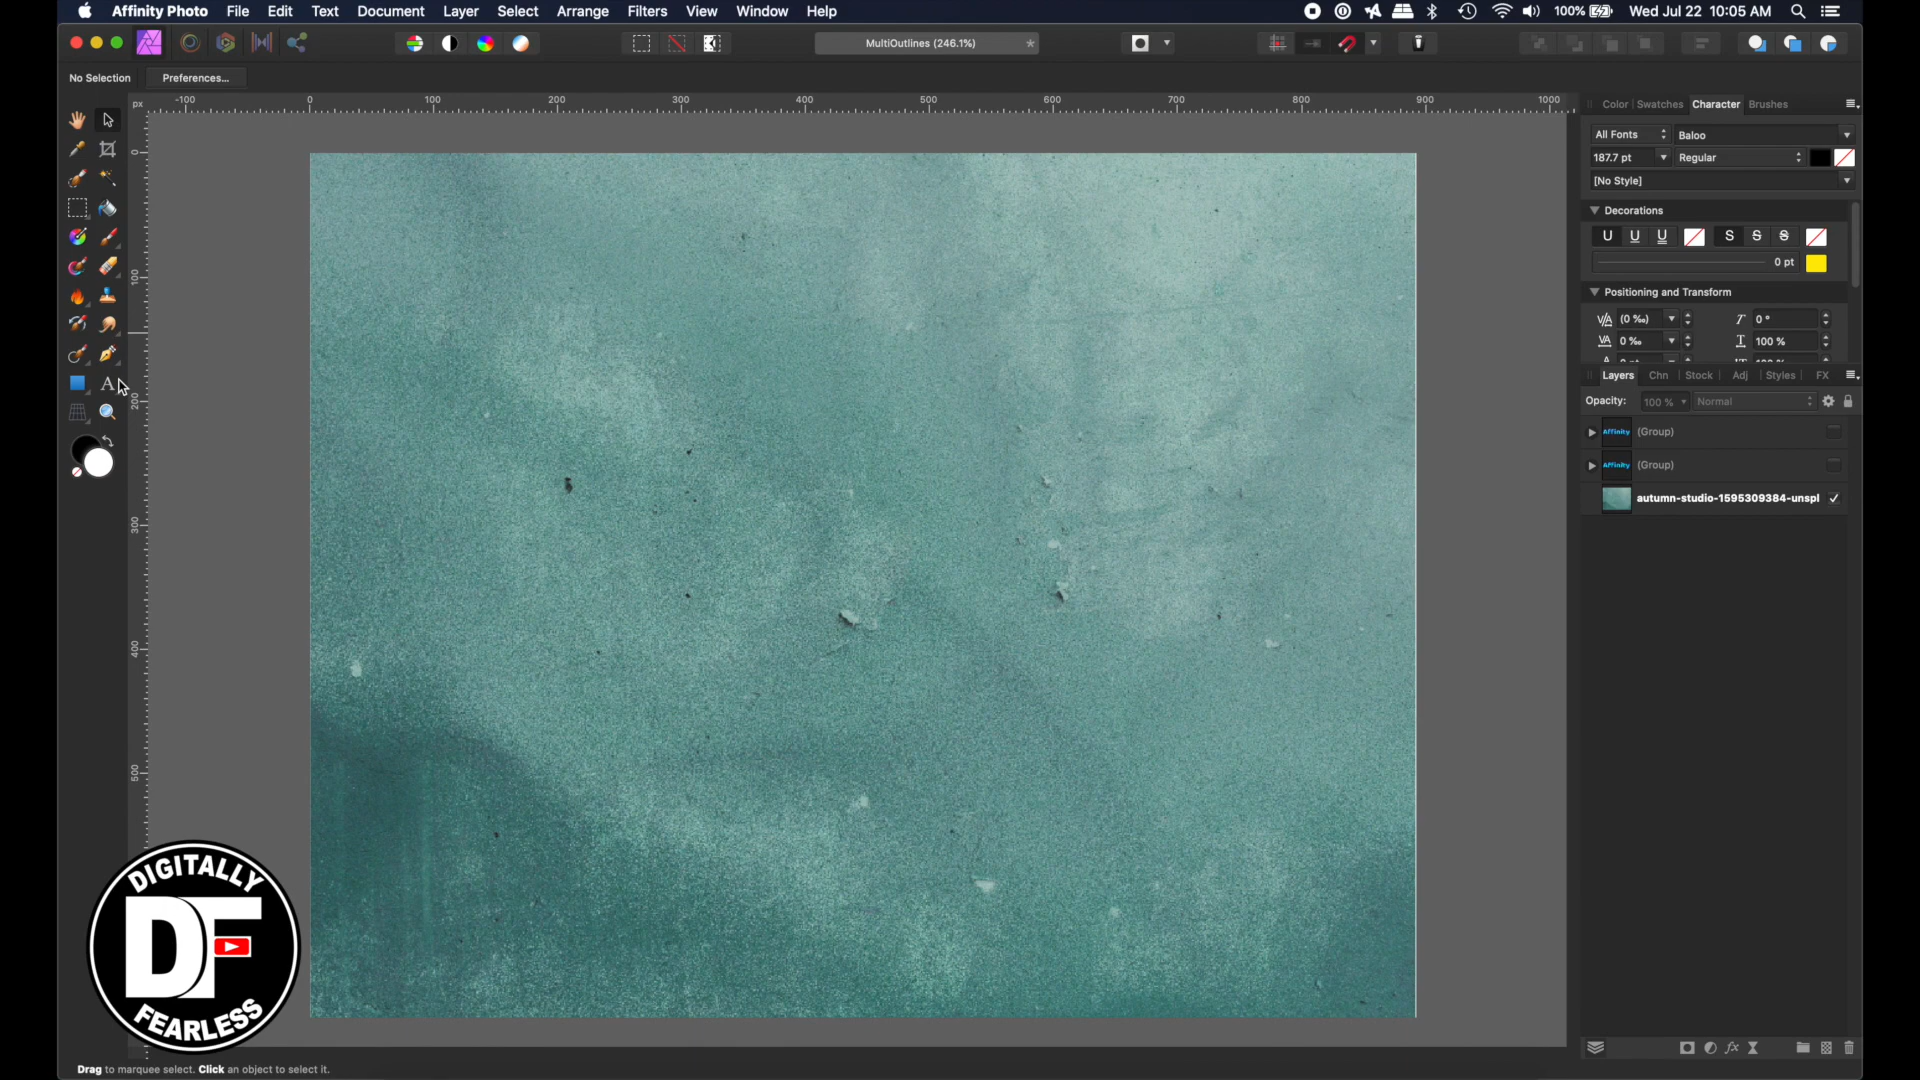 Affinity Photo File Edit Text Document Layer Select Arrange Filters View Window Help
100% Wed Jul 22 10:05 AM
MultiOutlines (246.1%)
No Selection Preferences...
px -100 0 100 200 300 400 500 600 700 800 900 1000
0
100
200
300
400
500
Color Swatches Character Brushes
All Fonts Baloo
187.7 pt Regular
[No Style]
Decorations
U U U S S S
0 pt
Positioning and Transform
VA (0 ‰) T 0 °
VA 0 ‰ T 100 %
Layers Chn Stock Adj Styles FX
Opacity: 100 % Normal
Affinity (Group)
Affinity (Group)
autumn-studio-1595309384-unspl
A
DIGITALLY
DF
FEARLESS
Drag to marquee select. Click an object to select it.